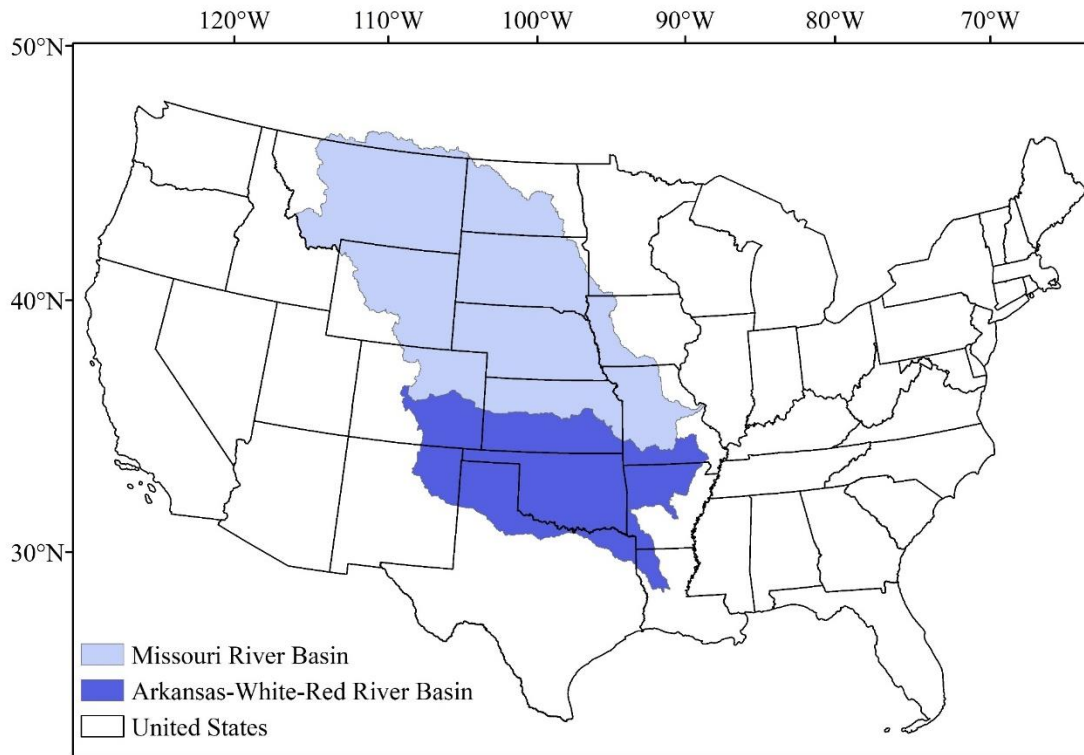 120°W 110°W 100°W 90°W 80°W 70°W
50°N
40°N
30°N
Missouri River Basin
Arkansas-White-Red River Basin
United States